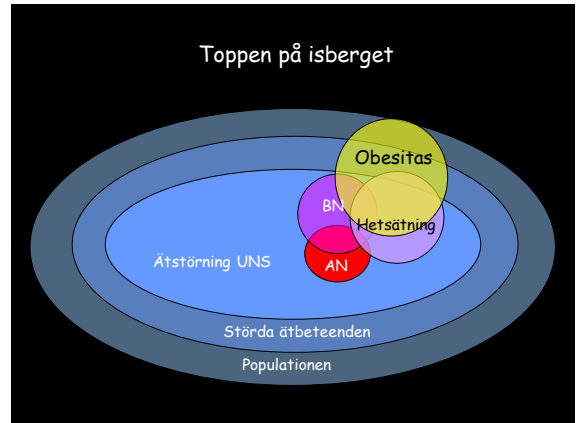 Toppen på isberget
Obesitas
BN
Hetsätning
Ätstörning UNS
AN
Störda ätbeteenden
Populationen